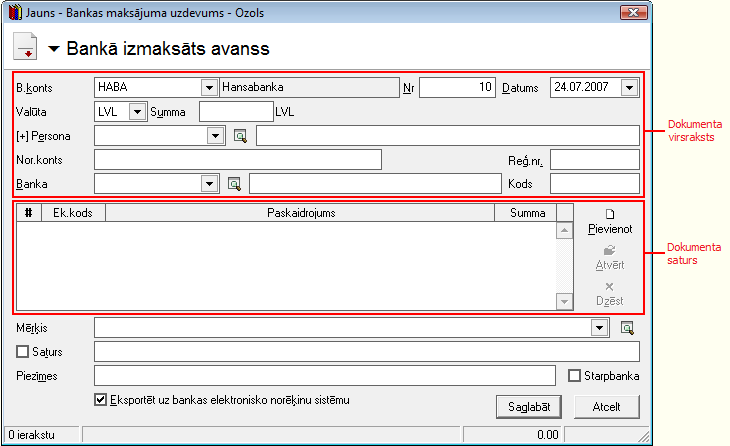 Jauns - Bankas maksājuma uzdevums - Ozols
Bankā izmaksāts avanss
B.konts HABA Hansabanka Nr 10 Datums 24.07.2007
Valūta LVL Summa LVL
[+] Persona
Nor.konts Reģ.nr.
Banka Kods
Dokumenta
virsraksts
# Ek.kods Paskaidrojums Summa
Pievienot
Atvērt
Dzēst
Dokumenta
saturs
Mērķis
Saturs
Piezīmes Starpbanka
Eksportēt uz bankas elektronisko norēķinu sistēmu
Saglabāt Atcelt
0 ierakstu 0.00